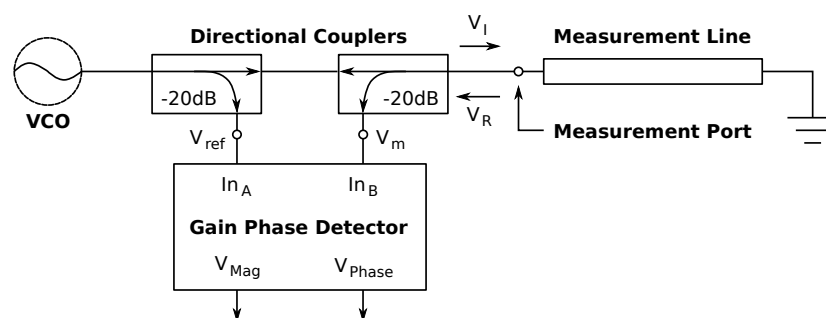 Directional Couplers
V_I
Measurement Line
-20dB
-20dB
VCO
V_R
V_ref
V_m
Measurement Port
In_A
In_B
Gain Phase Detector
V_Mag
V_Phase